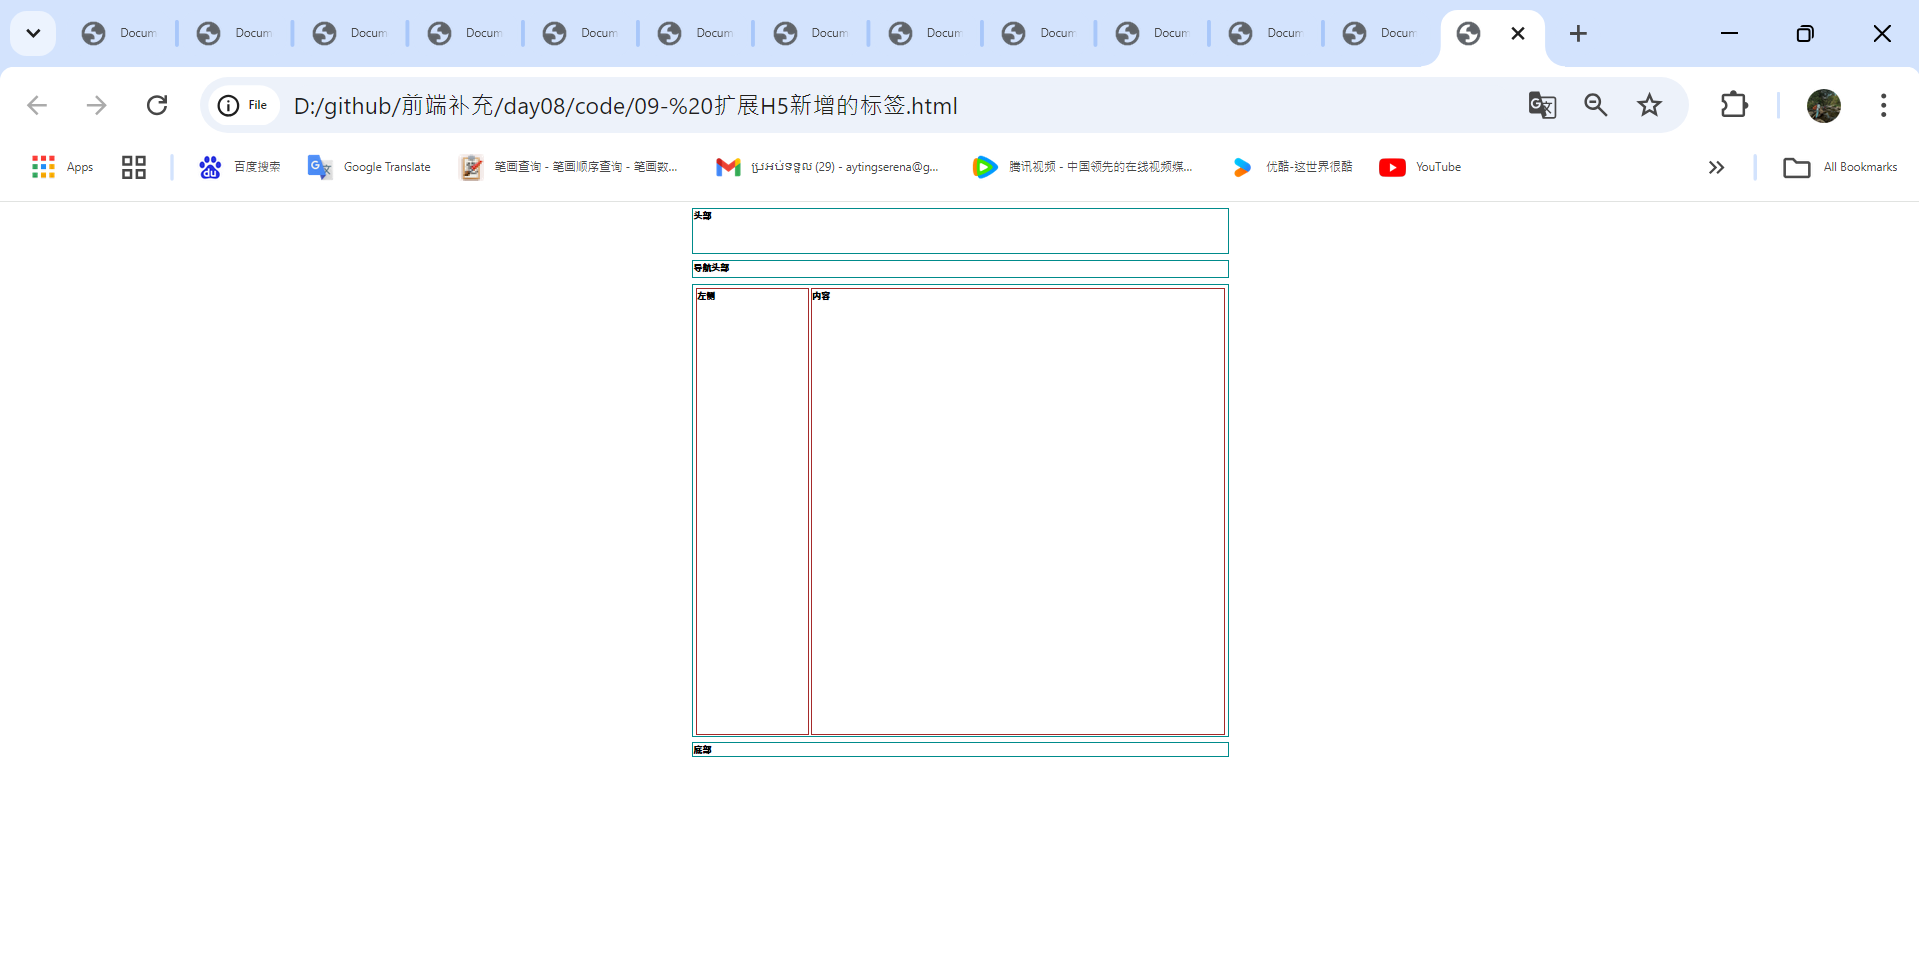 Docum Docum Docum Docum Docum Docum Docum Docum Docum Docum Docum Docum
File D:/github/前端补充/day08/code/09-%20扩展H5新增的标签.html
Apps 百度搜索 Google Translate 笔画查询 - 笔画顺序查询 - 笔画数... ប្រអប់ទទួល (29) - aytingserena@g... 腾讯视频 - 中国领先的在线视频媒... 优酷-这世界很酷 YouTube All Bookmarks
头部
导航头部
左侧 内容
底部